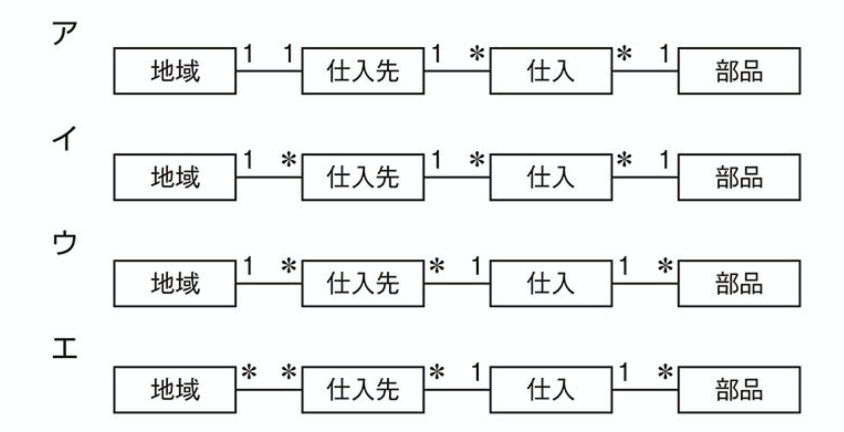 ア
地域 1 1 仕入先 1 * 仕入 * 1 部品
イ
地域 1 * 仕入先 1 * 仕入 * 1 部品
ウ
地域 1 * 仕入先 * 1 仕入 1 * 部品
エ
地域 * * 仕入先 * 1 仕入 1 * 部品